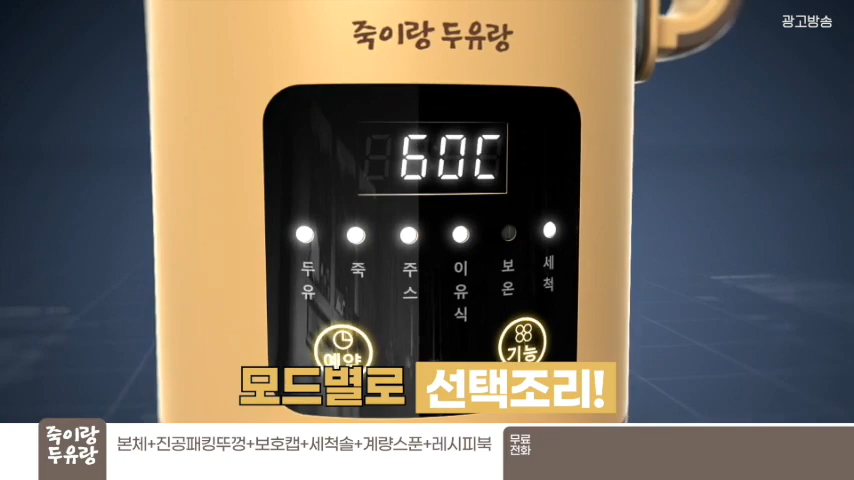 광고방송
죽이랑 두유랑
60C
두유
죽
주스
이유식
보온
세척
예약
기능
모드별로 선택조리!
죽이랑
두유랑
본체+진공패킹뚜껑+보호캡+세척솔+계량스푼+레시피북
무료
전화